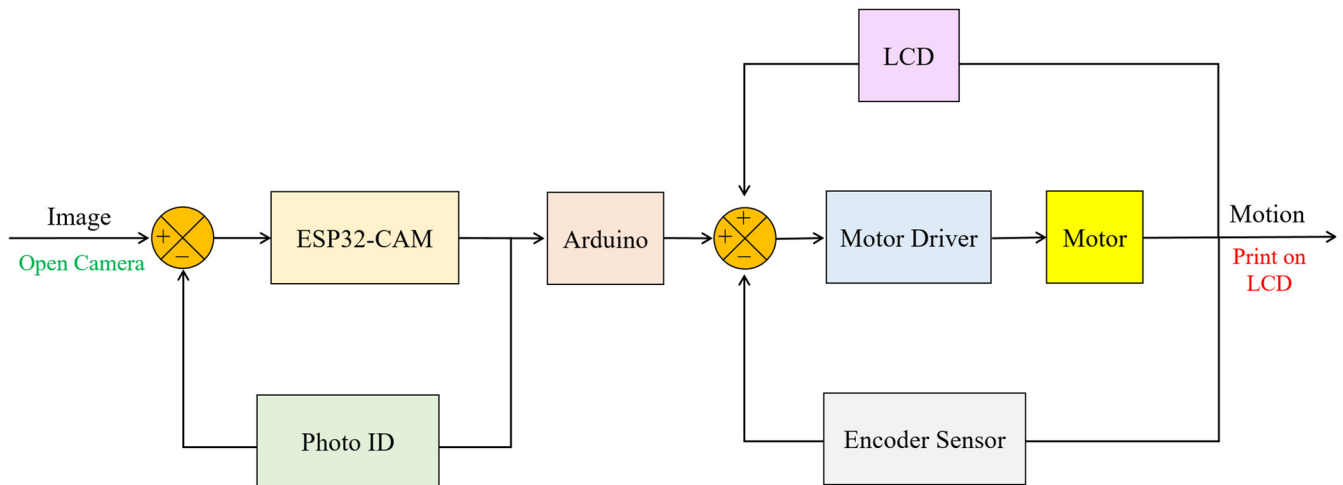 LCD
Image
Open Camera
+
−
ESP32-CAM
Arduino
+
+
−
Motor Driver
Motor
Motion
Print on
LCD
Photo ID
Encoder Sensor